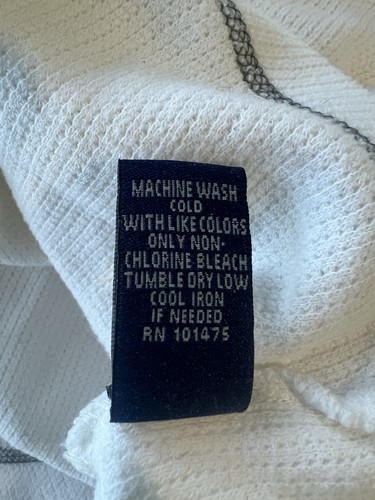 MACHINE WASH
COLD
WITH LIKE COLORS
ONLY NON-
CHLORINE BLEACH
TUMBLE DRY LOW
COOL IRON
IF NEEDED
RN 101475